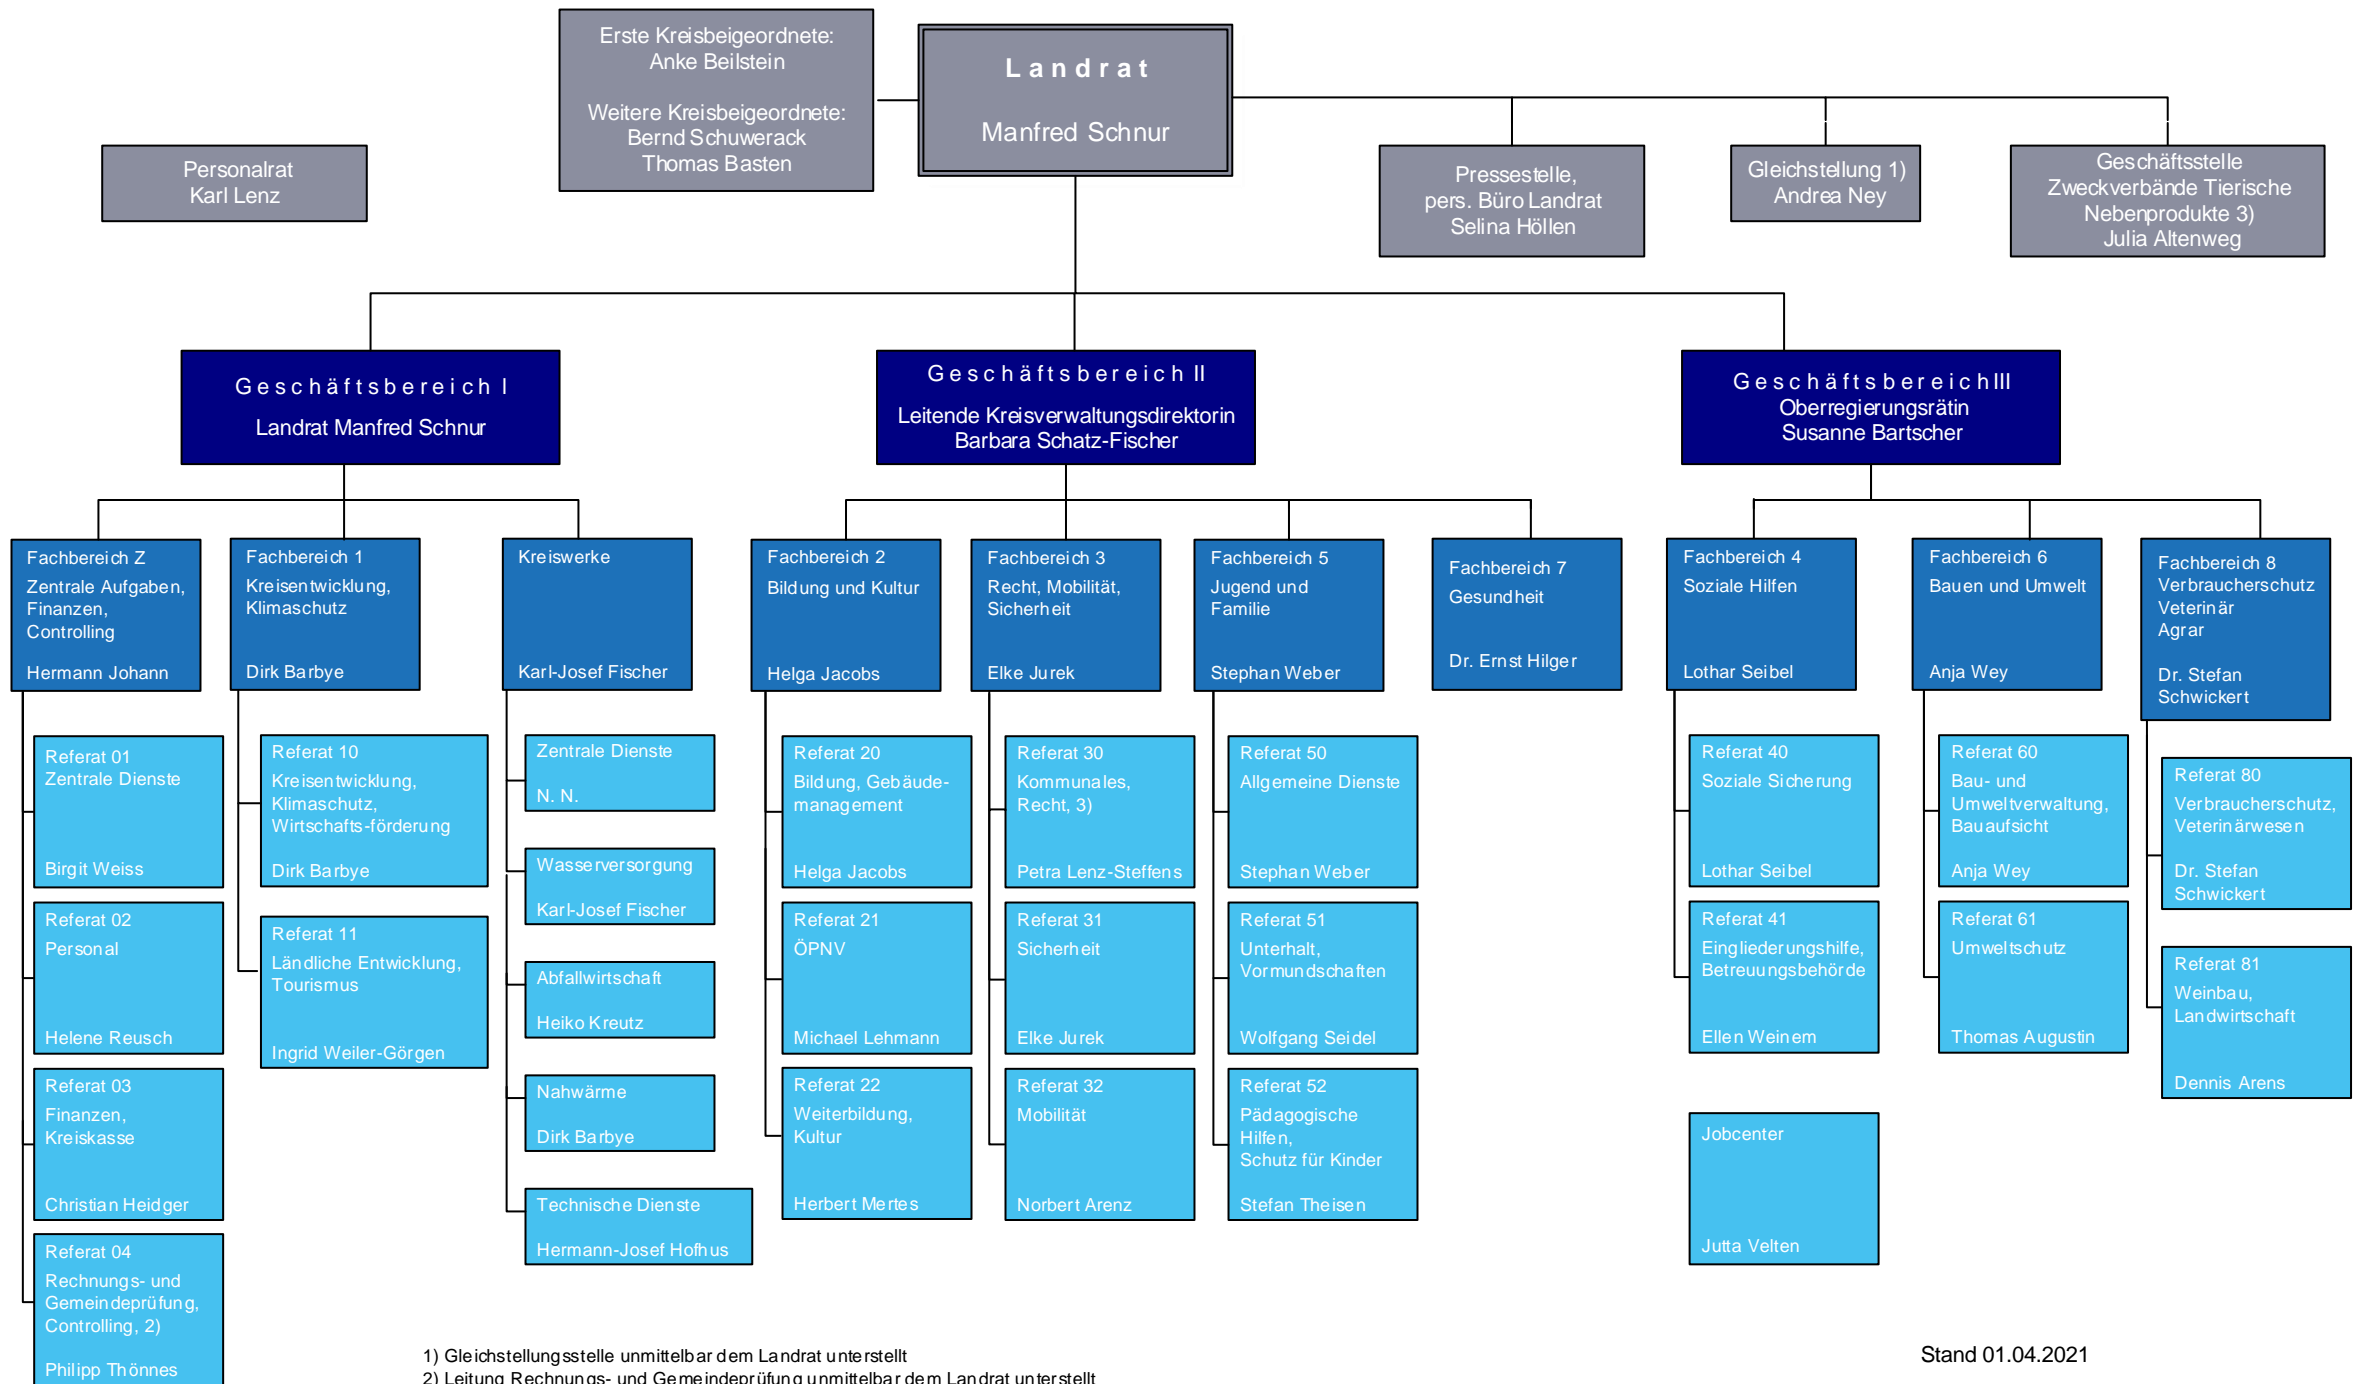 Erste Kreisbeigeordnete:
Anke Beilstein
Weitere Kreisbeigeordnete:
Bernd Schuwerack
Thomas Basten
Landrat
Manfred Schnur
Personalrat
Karl Lenz
Pressestelle,
pers. Büro Landrat
Selina Höllen
Gleichstellung 1)
Andrea Ney
Geschäftsstelle
Zweckverbände Tierische
Nebenprodukte 3)
Julia Altenweg
Geschäftsbereich I
Landrat Manfred Schnur
Geschäftsbereich II
Leitende Kreisverwaltungsdirektorin
Barbara Schatz-Fischer
Geschäftsbereich III
Oberregierungsrätin
Susanne Bartscher
Fachbereich Z
Zentrale Aufgaben,
Finanzen,
Controlling
Hermann Johann
Fachbereich 1
Kreisentwicklung,
Klimaschutz
Dirk Barbye
Kreiswerke
Karl-Josef Fischer
Fachbereich 2
Bildung und Kultur
Helga Jacobs
Fachbereich 3
Recht, Mobilität,
Sicherheit
Elke Jurek
Fachbereich 5
Jugend und
Familie
Stephan Weber
Fachbereich 7
Gesundheit
Dr. Ernst Hilger
Fachbereich 4
Soziale Hilfen
Lothar Seibel
Fachbereich 6
Bauen und Umwelt
Anja Wey
Fachbereich 8
Verbraucherschutz
Veterinär
Agrar
Dr. Stefan
Schwickert
Referat 01
Zentrale Dienste
Birgit Weiss
Referat 02
Personal
Helene Reusch
Referat 03
Finanzen,
Kreiskasse
Christian Heidger
Referat 04
Rechnungs- und
Gemeindeprüfung,
Controlling, 2)
Philipp Thönnes
Referat 10
Kreisentwicklung,
Klimaschutz,
Wirtschafts-förderung
Dirk Barbye
Referat 11
Ländliche Entwicklung,
Tourismus
Ingrid Weiler-Görgen
Zentrale Dienste
N. N.
Wasserversorgung
Karl-Josef Fischer
Abfallwirtschaft
Heiko Kreutz
Nahwärme
Dirk Barbye
Technische Dienste
Hermann-Josef Hofhus
Referat 20
Bildung, Gebäude-
management
Helga Jacobs
Referat 21
ÖPNV
Michael Lehmann
Referat 22
Weiterbildung,
Kultur
Herbert Mertes
Referat 30
Kommunales,
Recht, 3)
Petra Lenz-Steffens
Referat 31
Sicherheit
Elke Jurek
Referat 32
Mobilität
Norbert Arenz
Referat 50
Allgemeine Dienste
Stephan Weber
Referat 51
Unterhalt,
Vormundschaften
Wolfgang Seidel
Referat 52
Pädagogische
Hilfen,
Schutz für Kinder
Stefan Theisen
Referat 40
Soziale Sicherung
Lothar Seibel
Referat 41
Eingliederungshilfe,
Betreuungsbehörde
Ellen Weinem
Jobcenter
Jutta Velten
Referat 60
Bau- und
Umweltverwaltung,
Bauaufsicht
Anja Wey
Referat 61
Umweltschutz
Thomas Augustin
Referat 80
Verbraucherschutz,
Veterinärwesen
Dr. Stefan
Schwickert
Referat 81
Weinbau,
Landwirtschaft
Dennis Arens
1) Gleichstellungsstelle unmittelbar dem Landrat unterstellt
2) Leitung Rechnungs- und Gemeindeprüfung unmittelbar dem Landrat unterstellt
Stand 01.04.2021